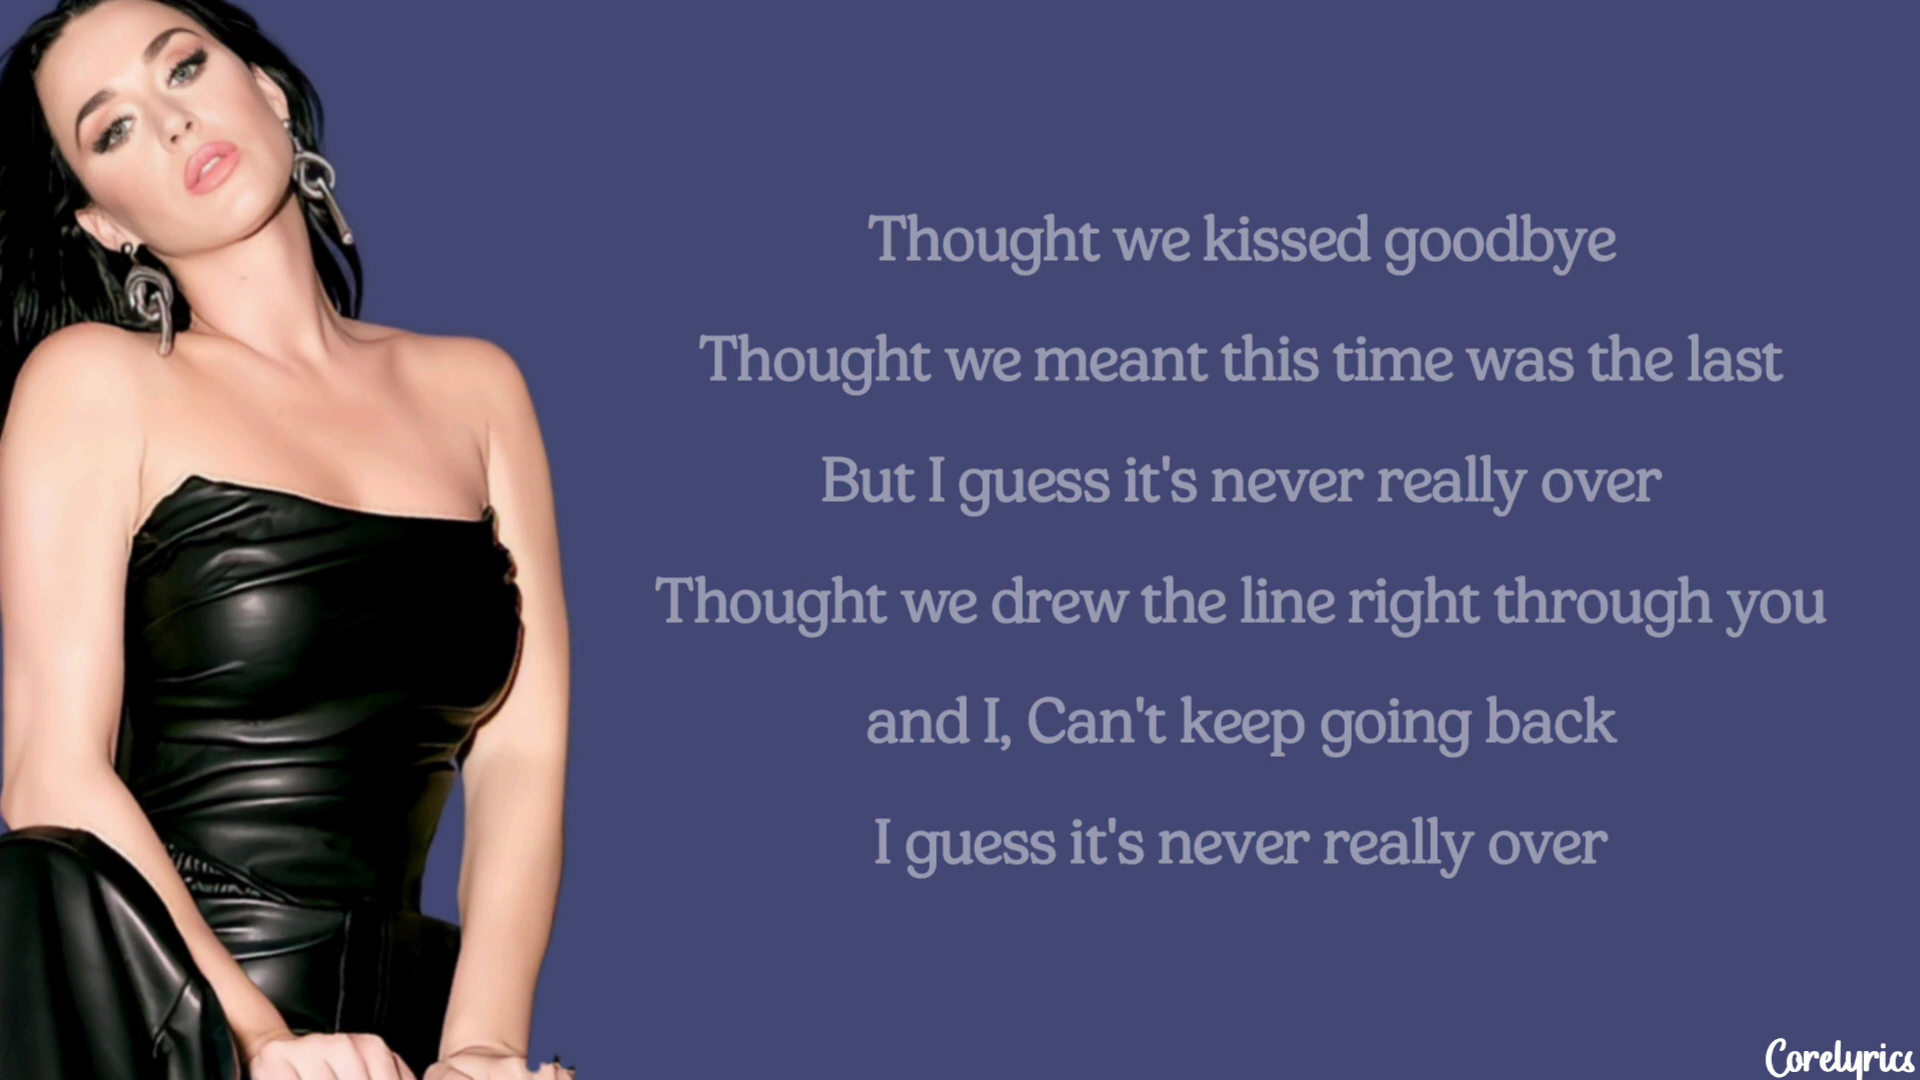 Thought we kissed goodbye
Thought we meant this time was the last
But I guess it's never really over
Thought we drew the line right through you
and I, Can't keep going back
I guess it's never really over
Corelyrics